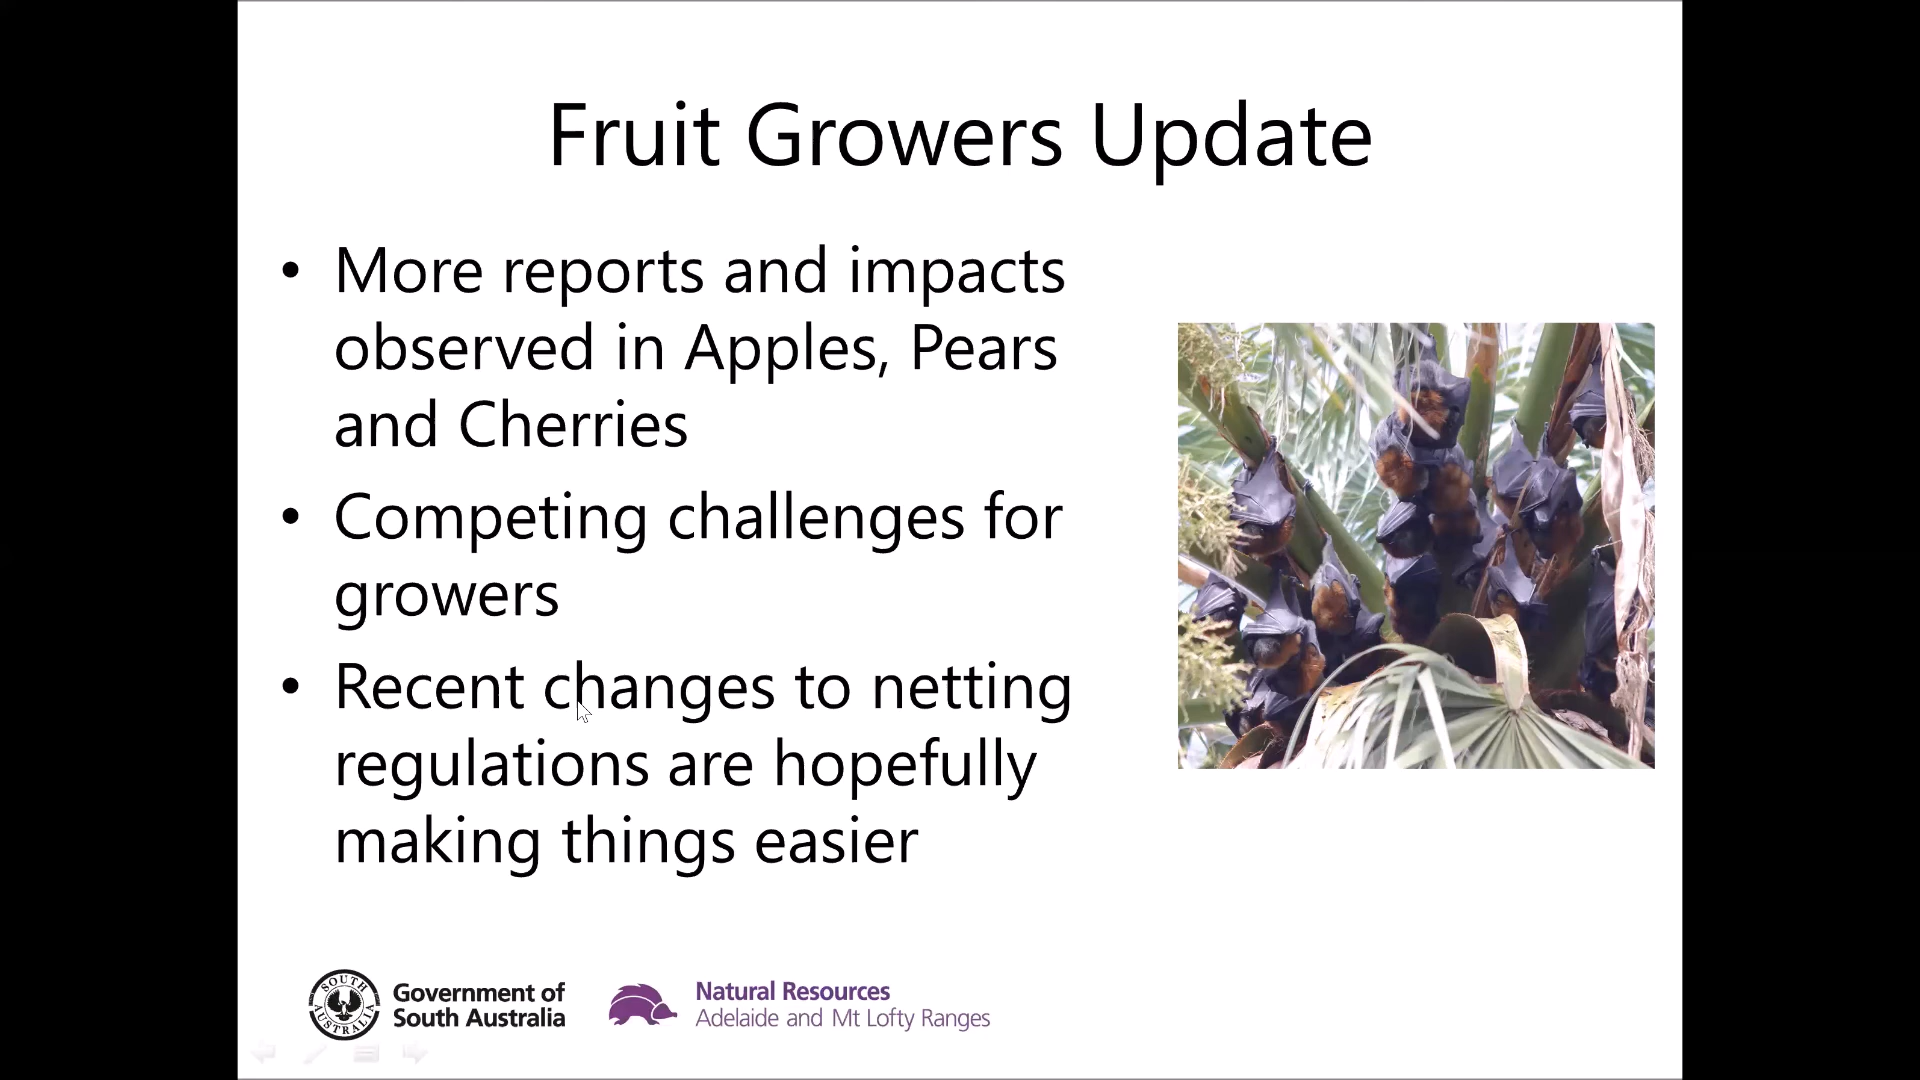 Fruit Growers Update
• More reports and impacts
observed in Apples, Pears
and Cherries
• Competing challenges for
growers
• Recent changes to netting
regulations are hopefully
making things easier
SOUTH
AUSTRALIA
Government of
South Australia
Natural Resources
Adelaide and Mt Lofty Ranges